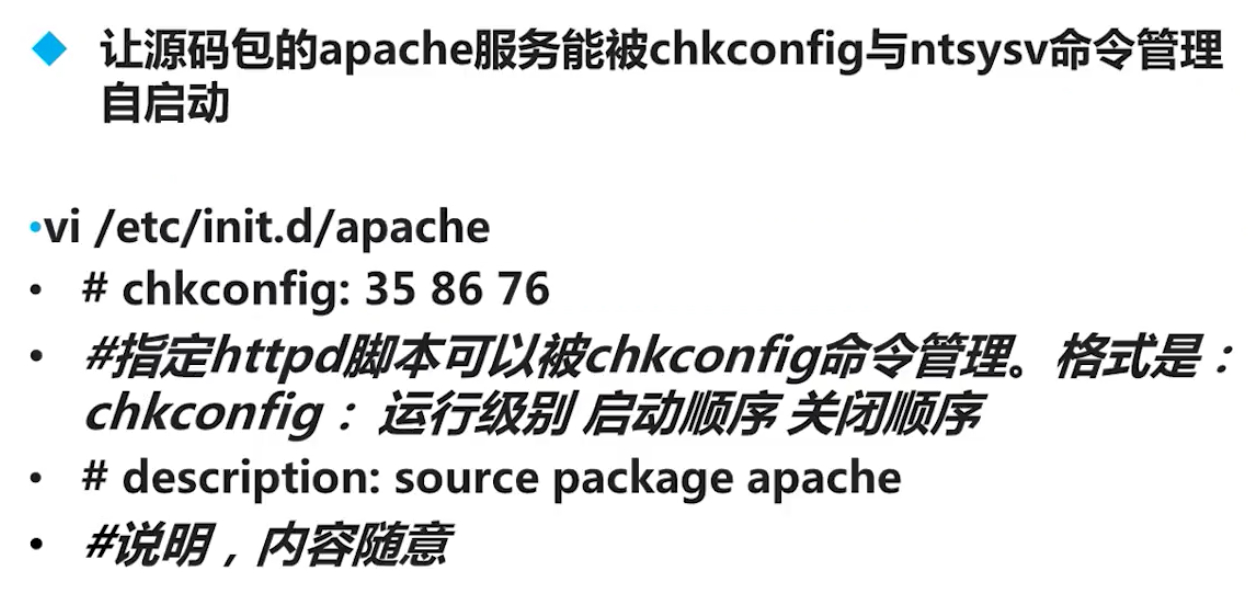 让源码包的apache服务能被chkconfig与ntsysv命令管理
自启动
•vi /etc/init.d/apache
• # chkconfig: 35 86 76
• #指定httpd脚本可以被chkconfig命令管理。格式是：
chkconfig： 运行级别 启动顺序 关闭顺序
• # description: source package apache
• #说明，内容随意